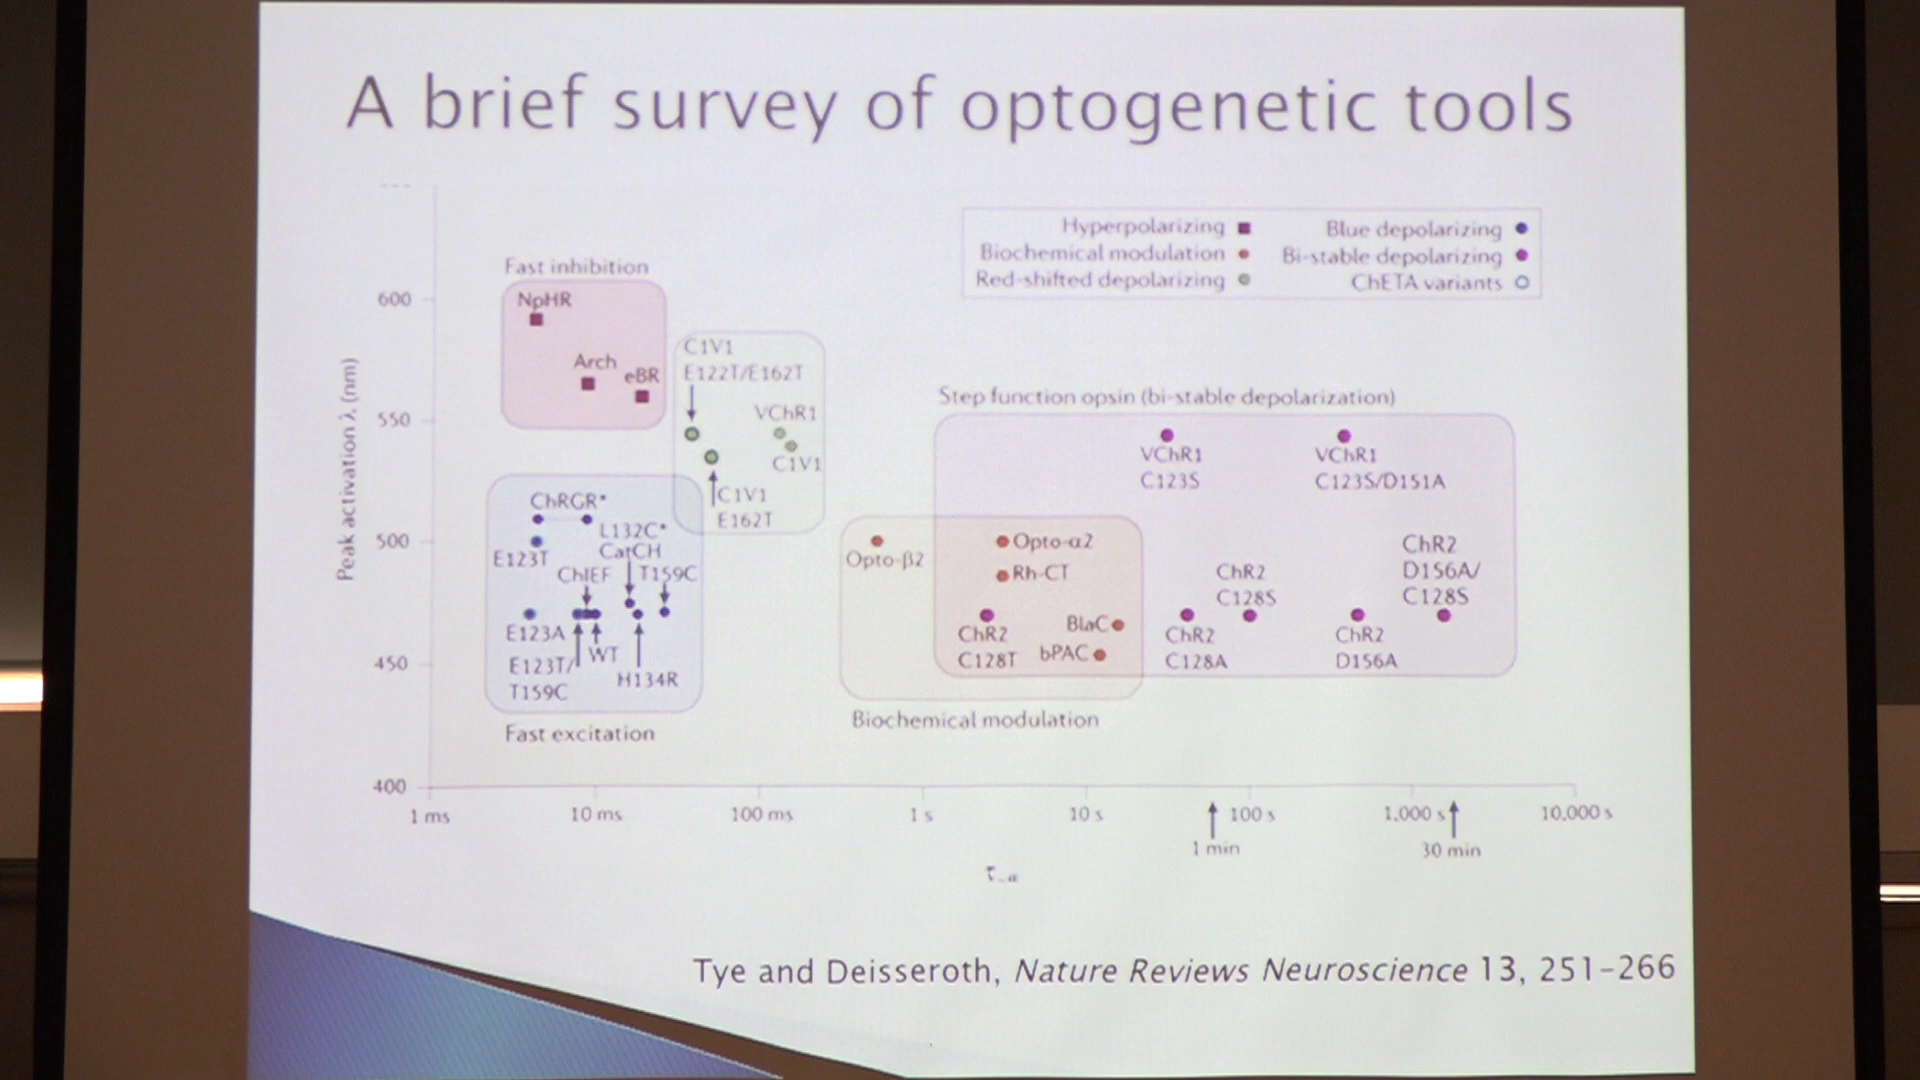 A brief survey of optogenetic tools
Hyperpolarizing
Blue depolarizing
Biochemical modulation
Bi-stable depolarizing
Red-shifted depolarizing
ChETA variants
Peak activation λ (nm)
600
550
500
450
400
Fast inhibition
NpHR
Arch
eBR
C1V1
E122T/E162T
VChR1
C1V1
C1V1
E162T
ChRGR*
L132C*
E123T
CatCH
ChIEF
T159C
E123A
WT
E123T/
T159C
H134R
Fast excitation
Step function opsin (bi-stable depolarization)
VChR1
C123S
VChR1
C123S/D151A
Opto-β2
Opto-α2
Rh-CT
ChR2
C128T
BlaC
bPAC
Biochemical modulation
ChR2
C128A
ChR2
C128S
ChR2
D156A
ChR2
D156A/
C128S
1 ms
10 ms
100 ms
1 s
10 s
100 s
1,000 s
10,000 s
1 min
30 min
Tye and Deisseroth, Nature Reviews Neuroscience 13, 251-266